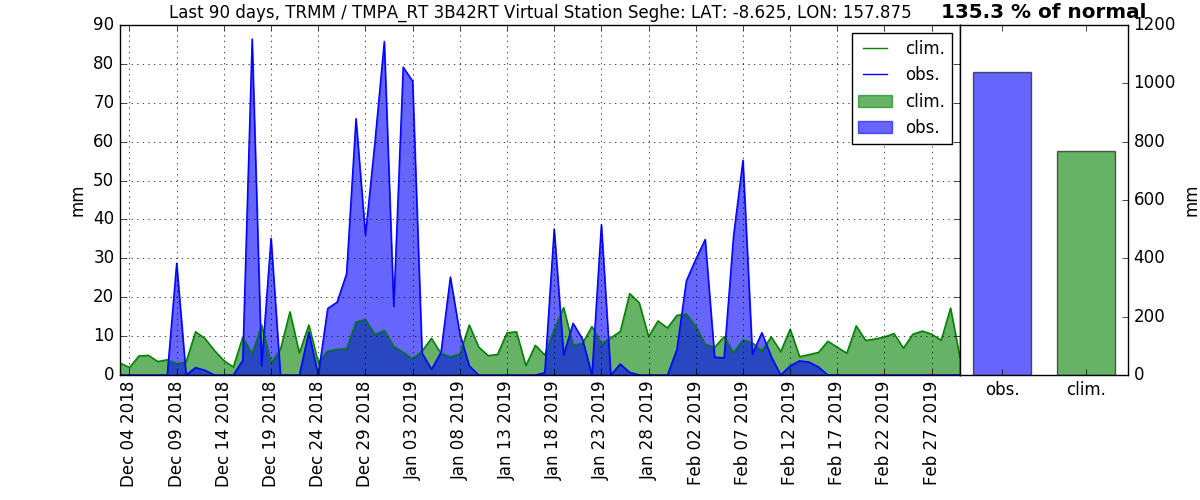 Last 90 days, TRMM / TMPA_RT 3B42RT Virtual Station Seghe: LAT: -8.625, LON: 157.875
135.3 % of normal
mm
90
80
70
60
50
40
30
20
10
0
clim.
obs.
clim.
obs.
Dec 04 2018
Dec 09 2018
Dec 14 2018
Dec 19 2018
Dec 24 2018
Dec 29 2018
Jan 03 2019
Jan 08 2019
Jan 13 2019
Jan 18 2019
Jan 23 2019
Jan 28 2019
Feb 02 2019
Feb 07 2019
Feb 12 2019
Feb 17 2019
Feb 22 2019
Feb 27 2019
1200
1000
800
600
400
200
0
mm
obs.
clim.